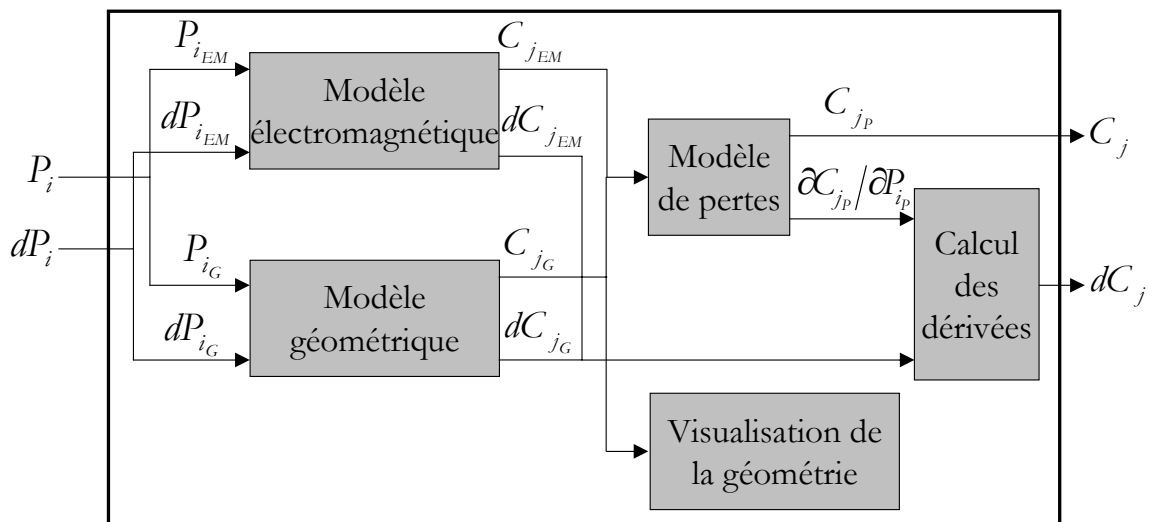 P_{i_{EM}}
C_{j_{EM}}
Modèle
électromagnétique
dP_{i_{EM}}
dC_{j_{EM}}
P_i
dP_i
P_{i_G}
C_{j_G}
Modèle
géométrique
dP_{i_G}
dC_{j_G}
Modèle
de pertes
C_{j_P}
∂C_{j_P}/∂P_{i_P}
C_j
Calcul
des
dérivées
dC_j
Visualisation de
la géométrie